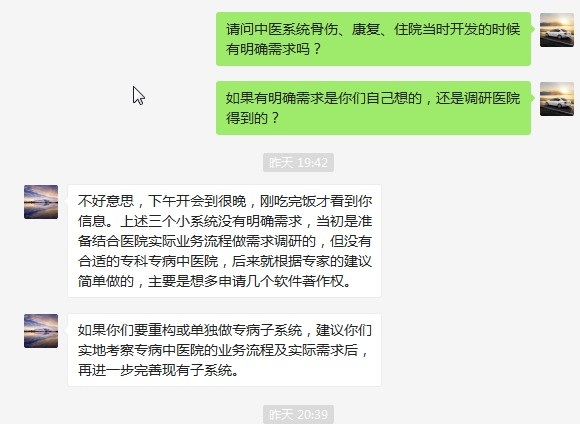 请问中医系统骨伤、康复、住院当时开发的时候
有明确需求吗？
如果有明确需求是你们自己想的，还是调研医院
得到的？
昨天 19:42
不好意思，下午开会到很晚，刚吃完饭才看到你
信息。上述三个小系统没有明确需求，当初是准
备结合医院实际业务流程做需求调研的，但没有
合适的专科专病中医院，后来就根据专家的建议
简单做的，主要是想多申请几个软件著作权。
如果你们要重构或单独做专病子系统，建议你们
实地考察专病中医院的业务流程及实际需求后，
再进一步完善现有子系统。
昨天 20:39